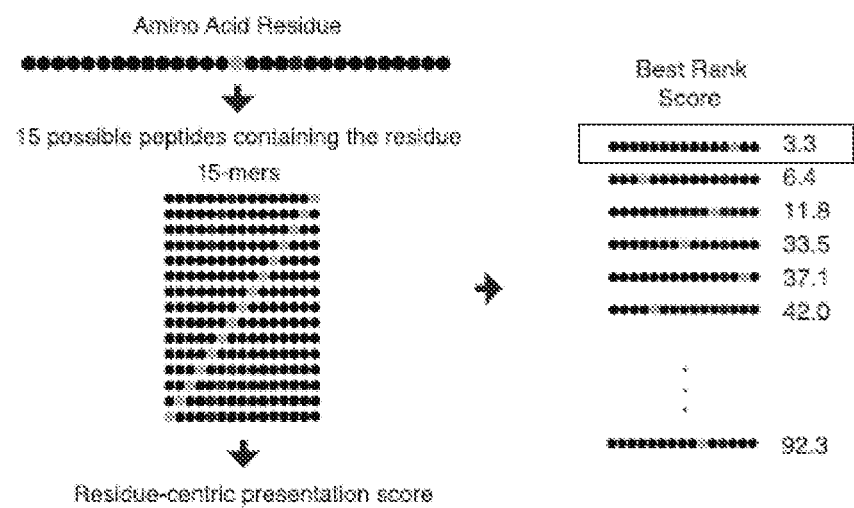 Amino Acid Residue
15 possible peptides containing the residue
15-mers
Residue-centric presentation score
Best Rank
Score
3.3
6.4
11.8
33.5
37.1
42.0
92.3